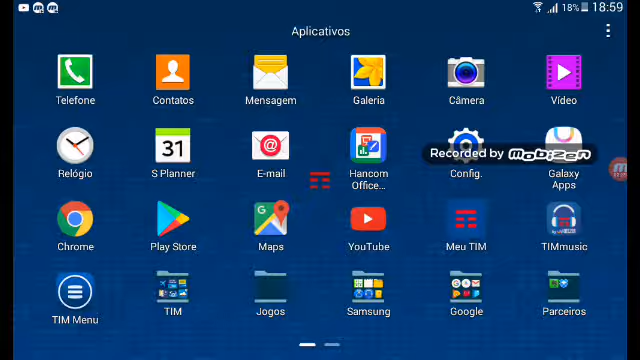 18% 18:59
Aplicativos
Telefone Contatos Mensagem Galeria Câmera Vídeo
31
Recorded by MOBIZEN
Relógio S Planner E-mail Hancom Office... Config. Galaxy Apps
Chrome Play Store Maps YouTube Meu TIM TIMmusic
TIM Menu TIM Jogos Samsung Google Parceiros